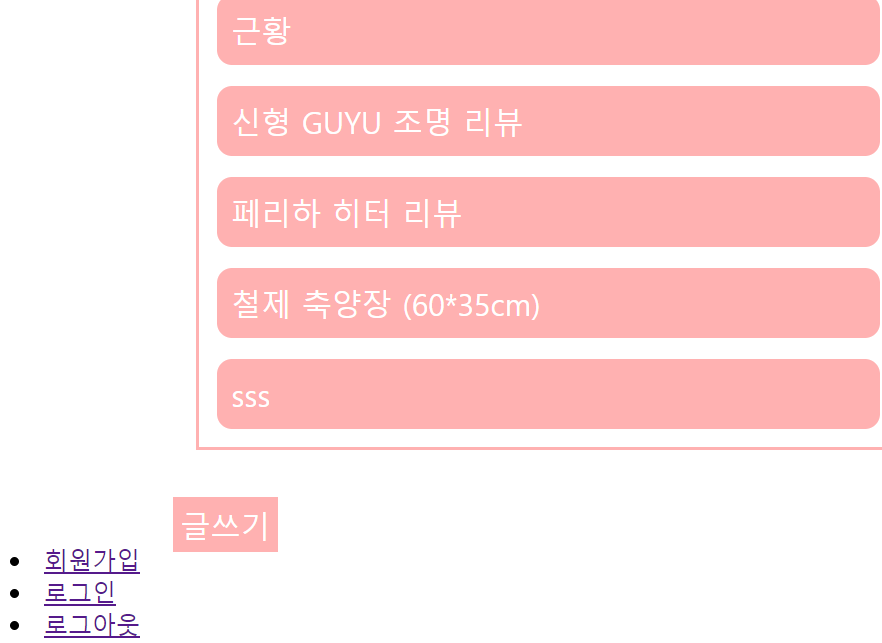 근황
신형 GUYU 조명 리뷰
페리하 히터 리뷰
철제 축양장 (60*35cm)
sss
글쓰기
회원가입
로그인
로그아웃